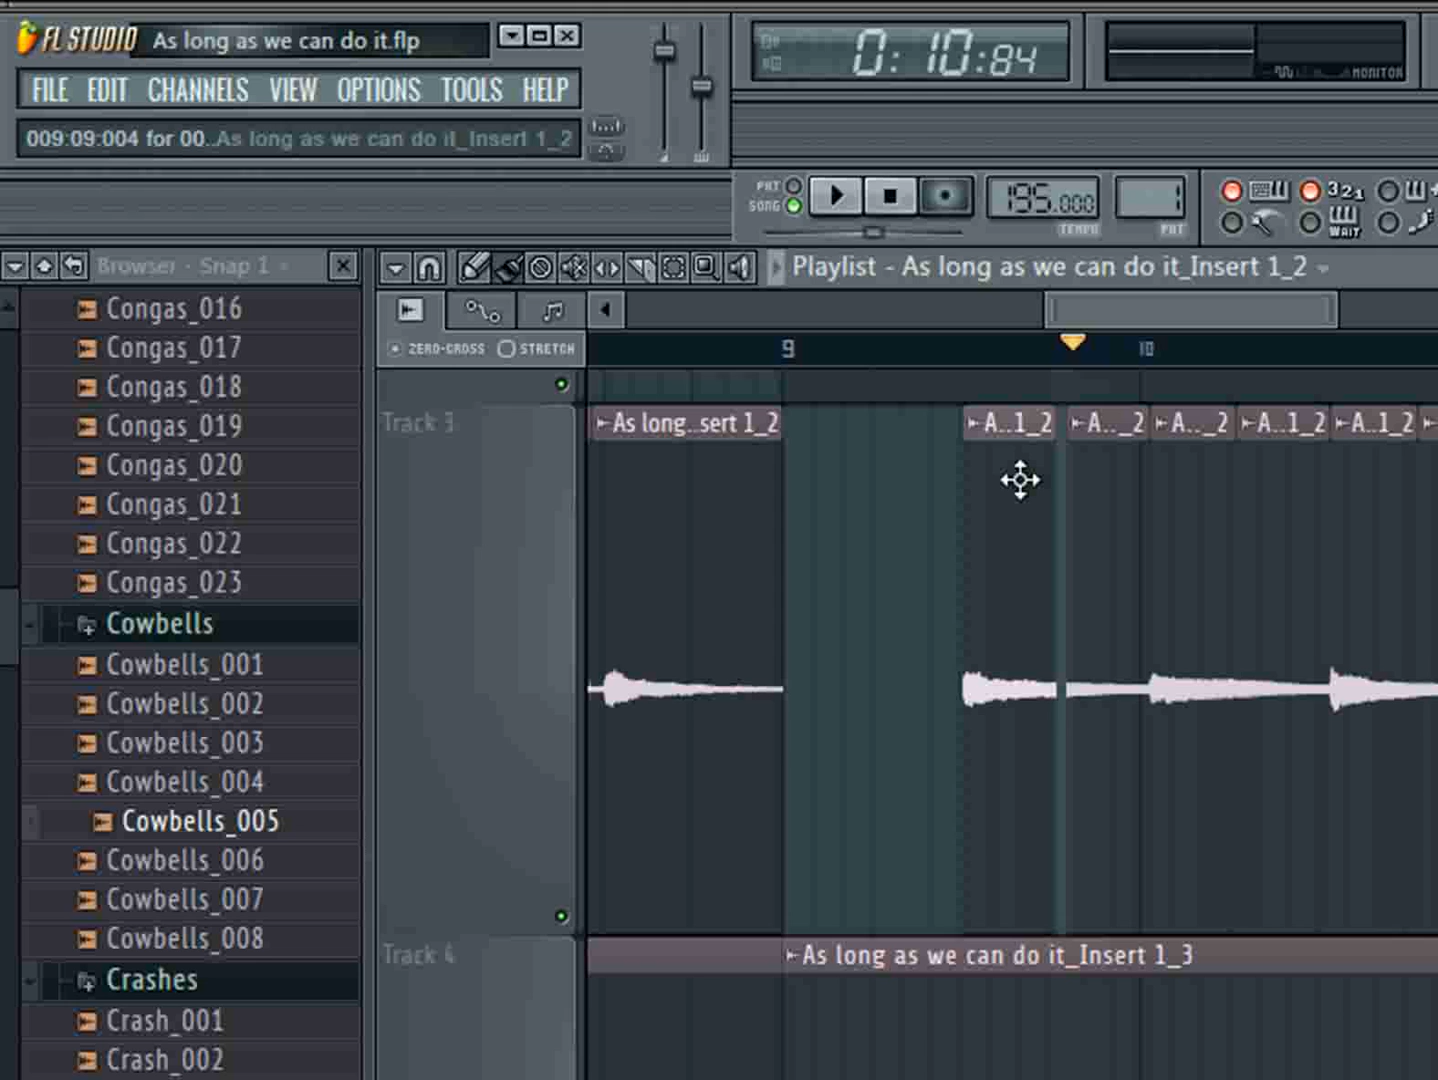 FL STUDIO As long as we can do it.flp
FILE EDIT CHANNELS VIEW OPTIONS TOOLS HELP
009:09:004 for 00..As long as we can do it_Insert 1_2
0:10:84
MONITOR
PAT
SONG
195.000
TEMPO
1
PAT
321
WAIT
Browser - Snap 1
Playlist - As long as we can do it_Insert 1_2
ZERO-CROSS STRETCH
9
10
Congas_016
Congas_017
Congas_018
Congas_019
Congas_020
Congas_021
Congas_022
Congas_023
Cowbells
Cowbells_001
Cowbells_002
Cowbells_003
Cowbells_004
Cowbells_005
Cowbells_006
Cowbells_007
Cowbells_008
Crashes
Crash_001
Crash_002
Track 3
As long..sert 1_2
A..1_2
A.._2
A.._2
A..1_2
A..1_2
Track 4
As long as we can do it_Insert 1_3